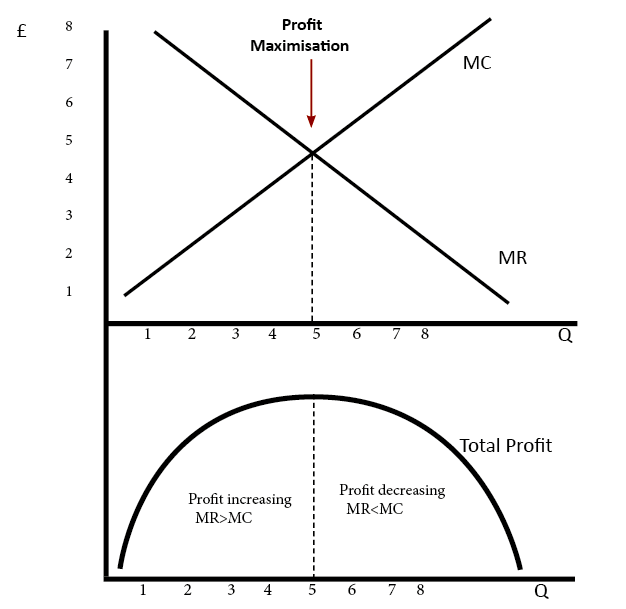 £
Profit
Maximisation
8
7
6
5
4
3
2
1
MC
MR
1 2 3 4 5 6 7 8 Q
Total Profit
Profit increasing
MR>MC
Profit decreasing
MR<MC
1 2 3 4 5 6 7 8 Q